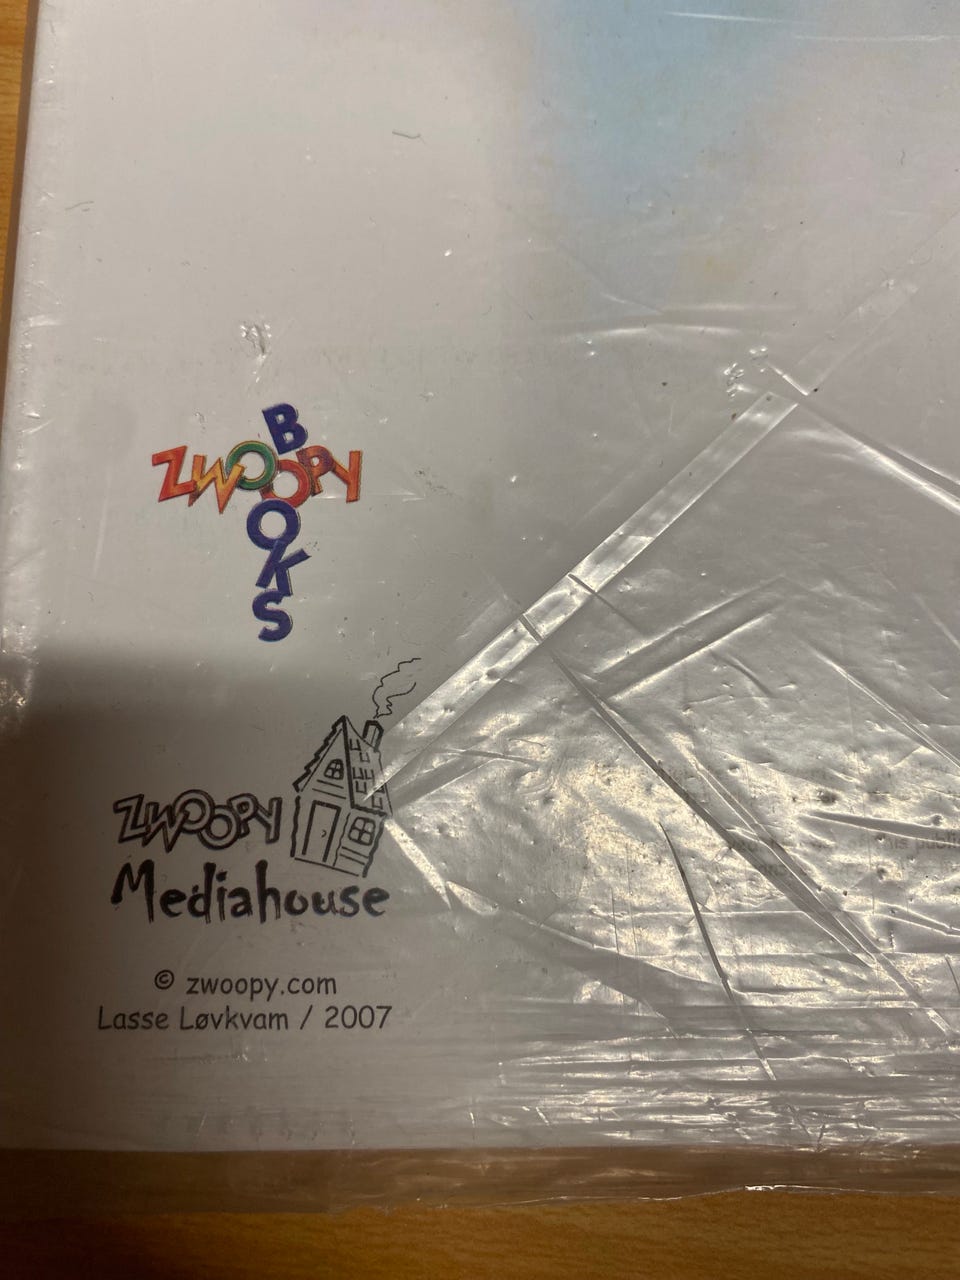 ZWOOPY
BOOKS
ZWOOPY
Mediahouse
© zwoopy.com
Lasse Løvkvam / 2007